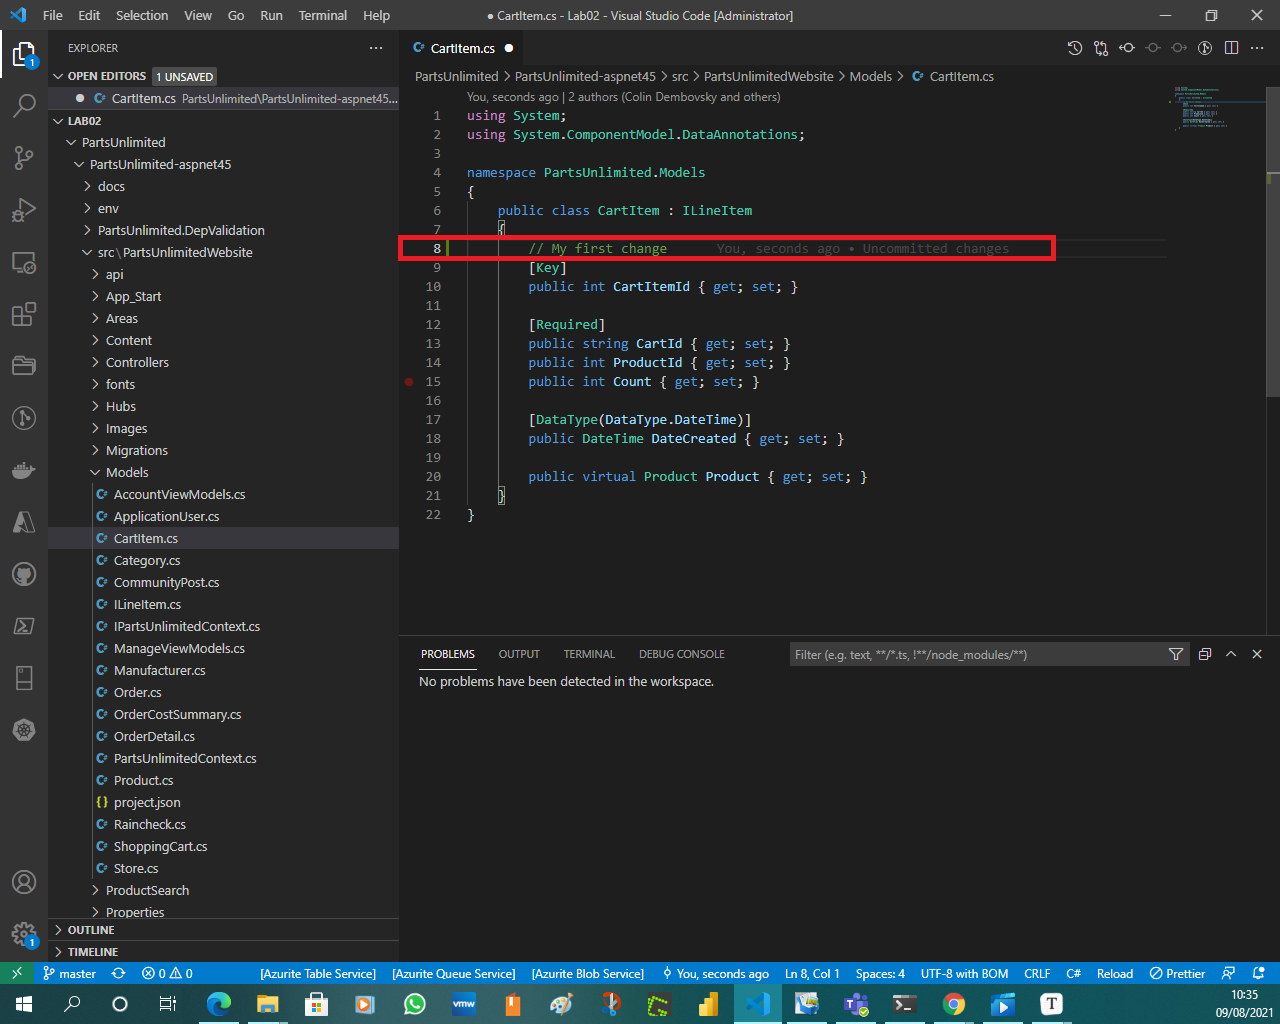 File Edit Selection View Go Run Terminal Help ● CartItem.cs - Lab02 - Visual Studio Code [Administrator]
EXPLORER
OPEN EDITORS 1 UNSAVED
CartItem.cs PartsUnlimited\PartsUnlimited-aspnet45...
LAB02
PartsUnlimited
PartsUnlimited-aspnet45
docs
env
PartsUnlimited.DepValidation
src\PartsUnlimitedWebsite
api
App_Start
Areas
Content
Controllers
fonts
Hubs
Images
Migrations
Models
AccountViewModels.cs
ApplicationUser.cs
CartItem.cs
Category.cs
CommunityPost.cs
ILineItem.cs
IPartsUnlimitedContext.cs
ManageViewModels.cs
Manufacturer.cs
Order.cs
OrderCostSummary.cs
OrderDetail.cs
PartsUnlimitedContext.cs
Product.cs
{} project.json
Raincheck.cs
ShoppingCart.cs
Store.cs
ProductSearch
Properties
OUTLINE
TIMELINE
1
1
CartItem.cs
PartsUnlimited > PartsUnlimited-aspnet45 > src > PartsUnlimitedWebsite > Models > CartItem.cs
You, seconds ago | 2 authors (Colin Dembovsky and others)
1 using System;
2 using System.ComponentModel.DataAnnotations;
3
4 namespace PartsUnlimited.Models
5 {
6 public class CartItem : ILineItem
7 {
8 // My first change You, seconds ago • Uncommitted changes
9 [Key]
10 public int CartItemId { get; set; }
11
12 [Required]
13 public string CartId { get; set; }
14 public int ProductId { get; set; }
15 public int Count { get; set; }
16
17 [DataType(DataType.DateTime)]
18 public DateTime DateCreated { get; set; }
19
20 public virtual Product Product { get; set; }
21 }
22 }
PROBLEMS OUTPUT TERMINAL DEBUG CONSOLE Filter (e.g. text, **/*.ts, !**/node_modules/**)
No problems have been detected in the workspace.
master 0 0 [Azurite Table Service] [Azurite Queue Service] [Azurite Blob Service] You, seconds ago Ln 8, Col 1 Spaces: 4 UTF-8 with BOM CRLF C# Reload Prettier
vmw T
10:35
09/08/2021